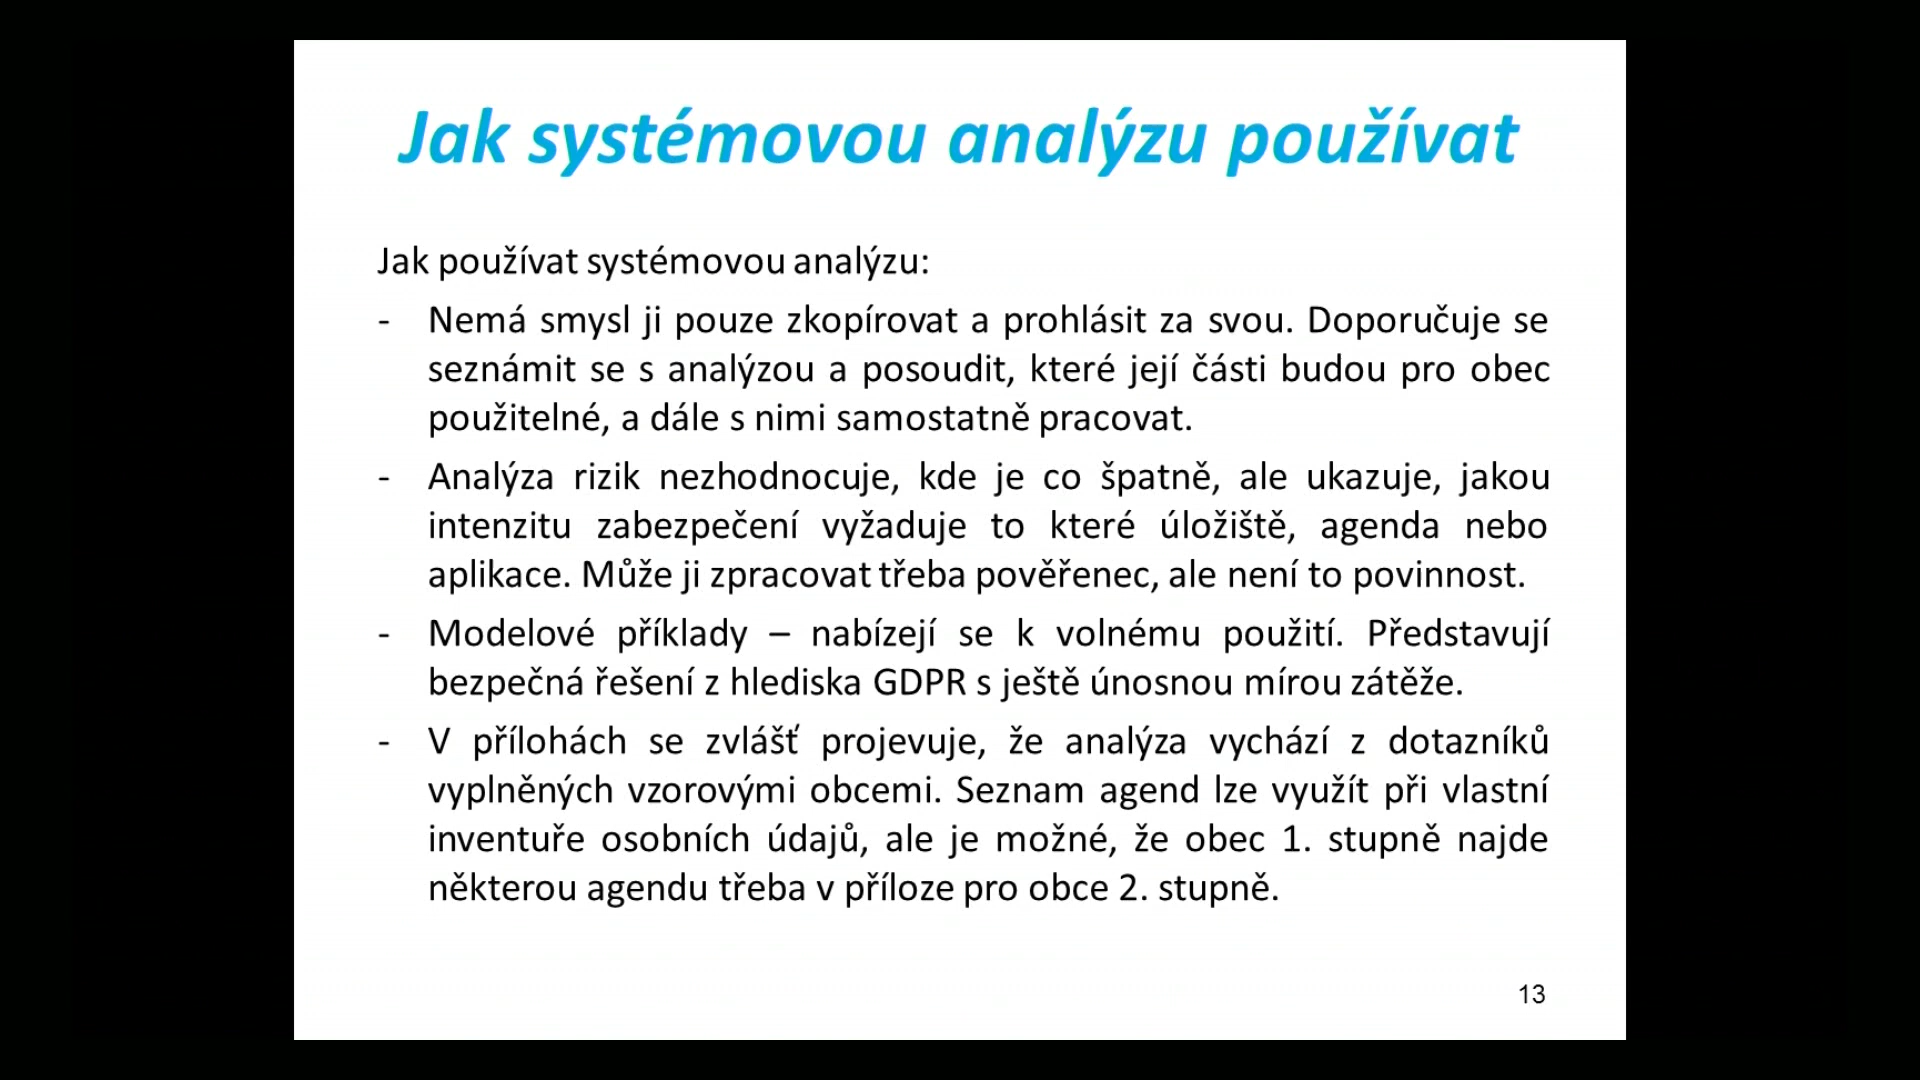 Jak systémovou analýzu používat
Jak používat systémovou analýzu:
- Nemá smysl ji pouze zkopírovat a prohlásit za svou. Doporučuje se
seznámit se s analýzou a posoudit, které její části budou pro obec
použitelné, a dále s nimi samostatně pracovat.
- Analýza rizik nezhodnocuje, kde je co špatně, ale ukazuje, jakou
intenzitu zabezpečení vyžaduje to které úložiště, agenda nebo
aplikace. Může ji zpracovat třeba pověřenec, ale není to povinnost.
- Modelové příklady – nabízejí se k volnému použití. Představují
bezpečná řešení z hlediska GDPR s ještě únosnou mírou zátěže.
- V přílohách se zvlášť projevuje, že analýza vychází z dotazníků
vyplněných vzorovými obcemi. Seznam agend lze využít při vlastní
inventuře osobních údajů, ale je možné, že obec 1. stupně najde
některou agendu třeba v příloze pro obce 2. stupně.
13